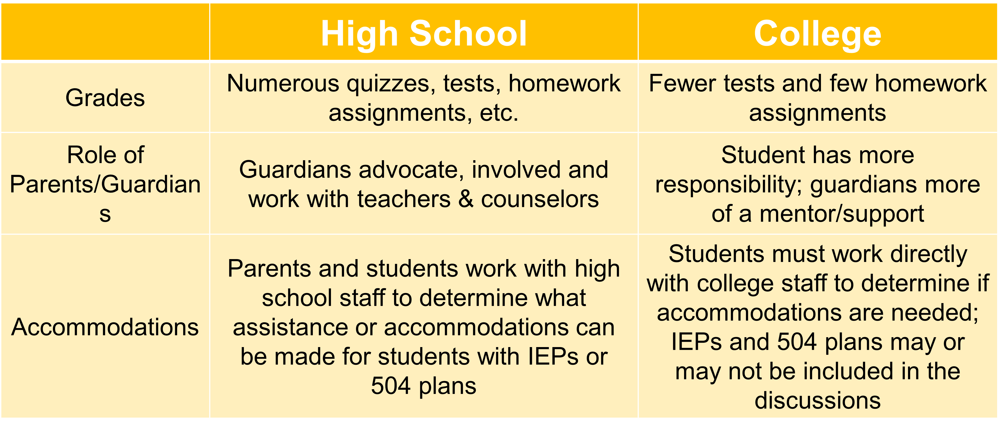 High School
College
Grades
Numerous quizzes, tests, homework
assignments, etc.
Fewer tests and few homework
assignments
Role of
Parents/Guardian
s
Guardians advocate, involved and
work with teachers & counselors
Student has more
responsibility; guardians more
of a mentor/support
Accommodations
Parents and students work with high
school staff to determine what
assistance or accommodations can
be made for students with IEPs or
504 plans
Students must work directly
with college staff to determine if
accommodations are needed;
IEPs and 504 plans may or
may not be included in the
discussions